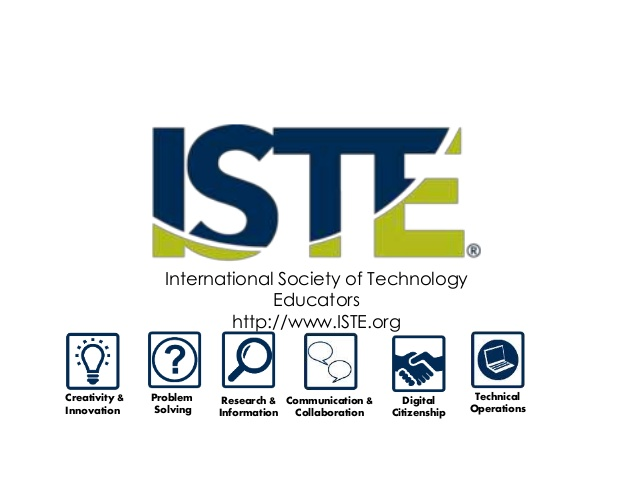 ISTE®
International Society of Technology
Educators
http://www.ISTE.org
?
Creativity &
Innovation
Problem
Solving
Research &
Information
Communication &
Collaboration
Digital
Citizenship
Technical
Operations